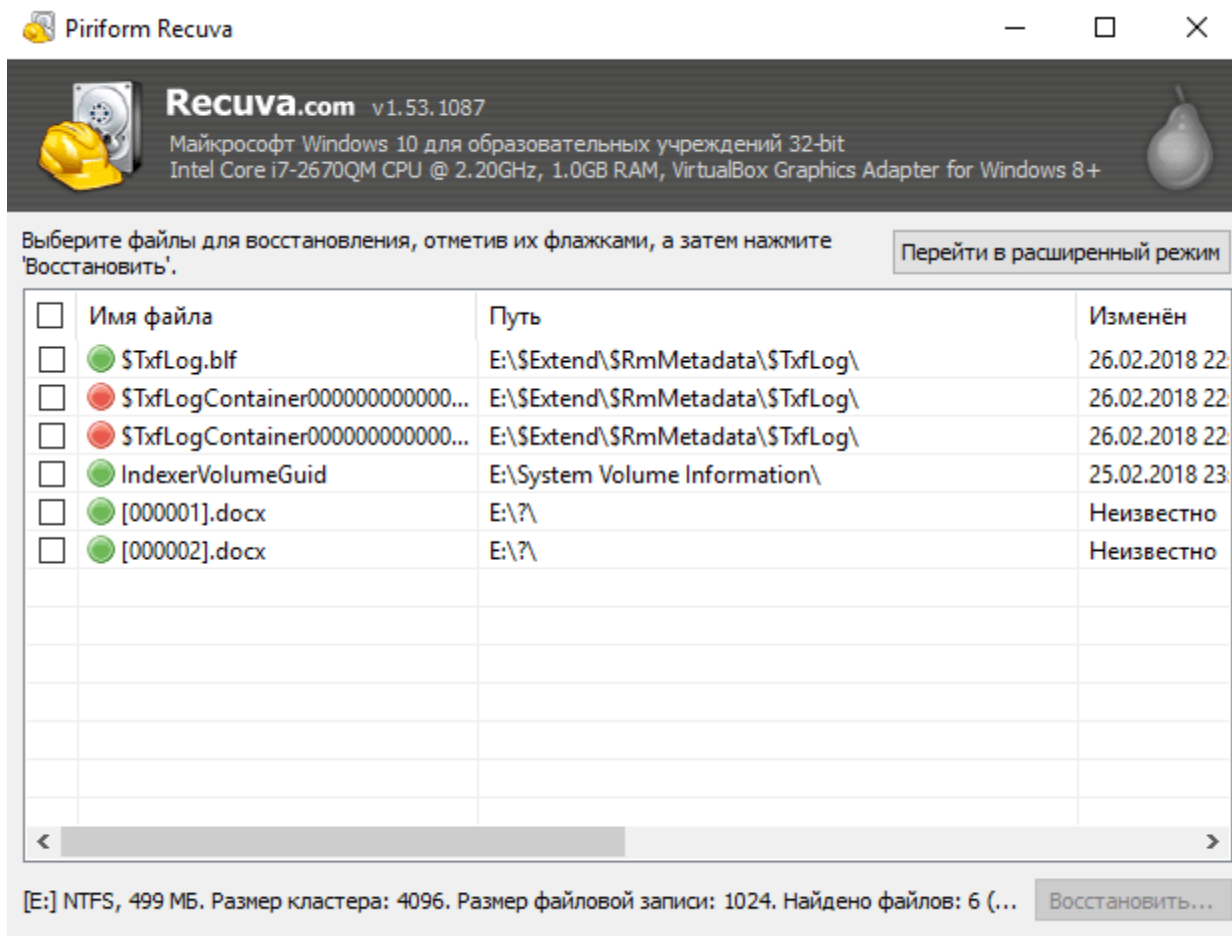 Piriform Recuva
Recuva.com v1.53.1087
Майкрософт Windows 10 для образовательных учреждений 32-bit
Intel Core i7-2670QM CPU @ 2.20GHz, 1.0GB RAM, VirtualBox Graphics Adapter for Windows 8+
Выберите файлы для восстановления, отметив их флажками, а затем нажмите
'Восстановить'.
Перейти в расширенный режим
Имя файла Путь Изменён
$TxfLog.blf E:\$Extend\$RmMetadata\$TxfLog\ 26.02.2018 22:
$TxfLogContainer000000000000... E:\$Extend\$RmMetadata\$TxfLog\ 26.02.2018 22:
$TxfLogContainer000000000000... E:\$Extend\$RmMetadata\$TxfLog\ 26.02.2018 22:
IndexerVolumeGuid E:\System Volume Information\ 25.02.2018 23:
[000001].docx E:\?\ Неизвестно
[000002].docx E:\?\ Неизвестно
[E:] NTFS, 499 МБ. Размер кластера: 4096. Размер файловой записи: 1024. Найдено файлов: 6 (... Восстановить...